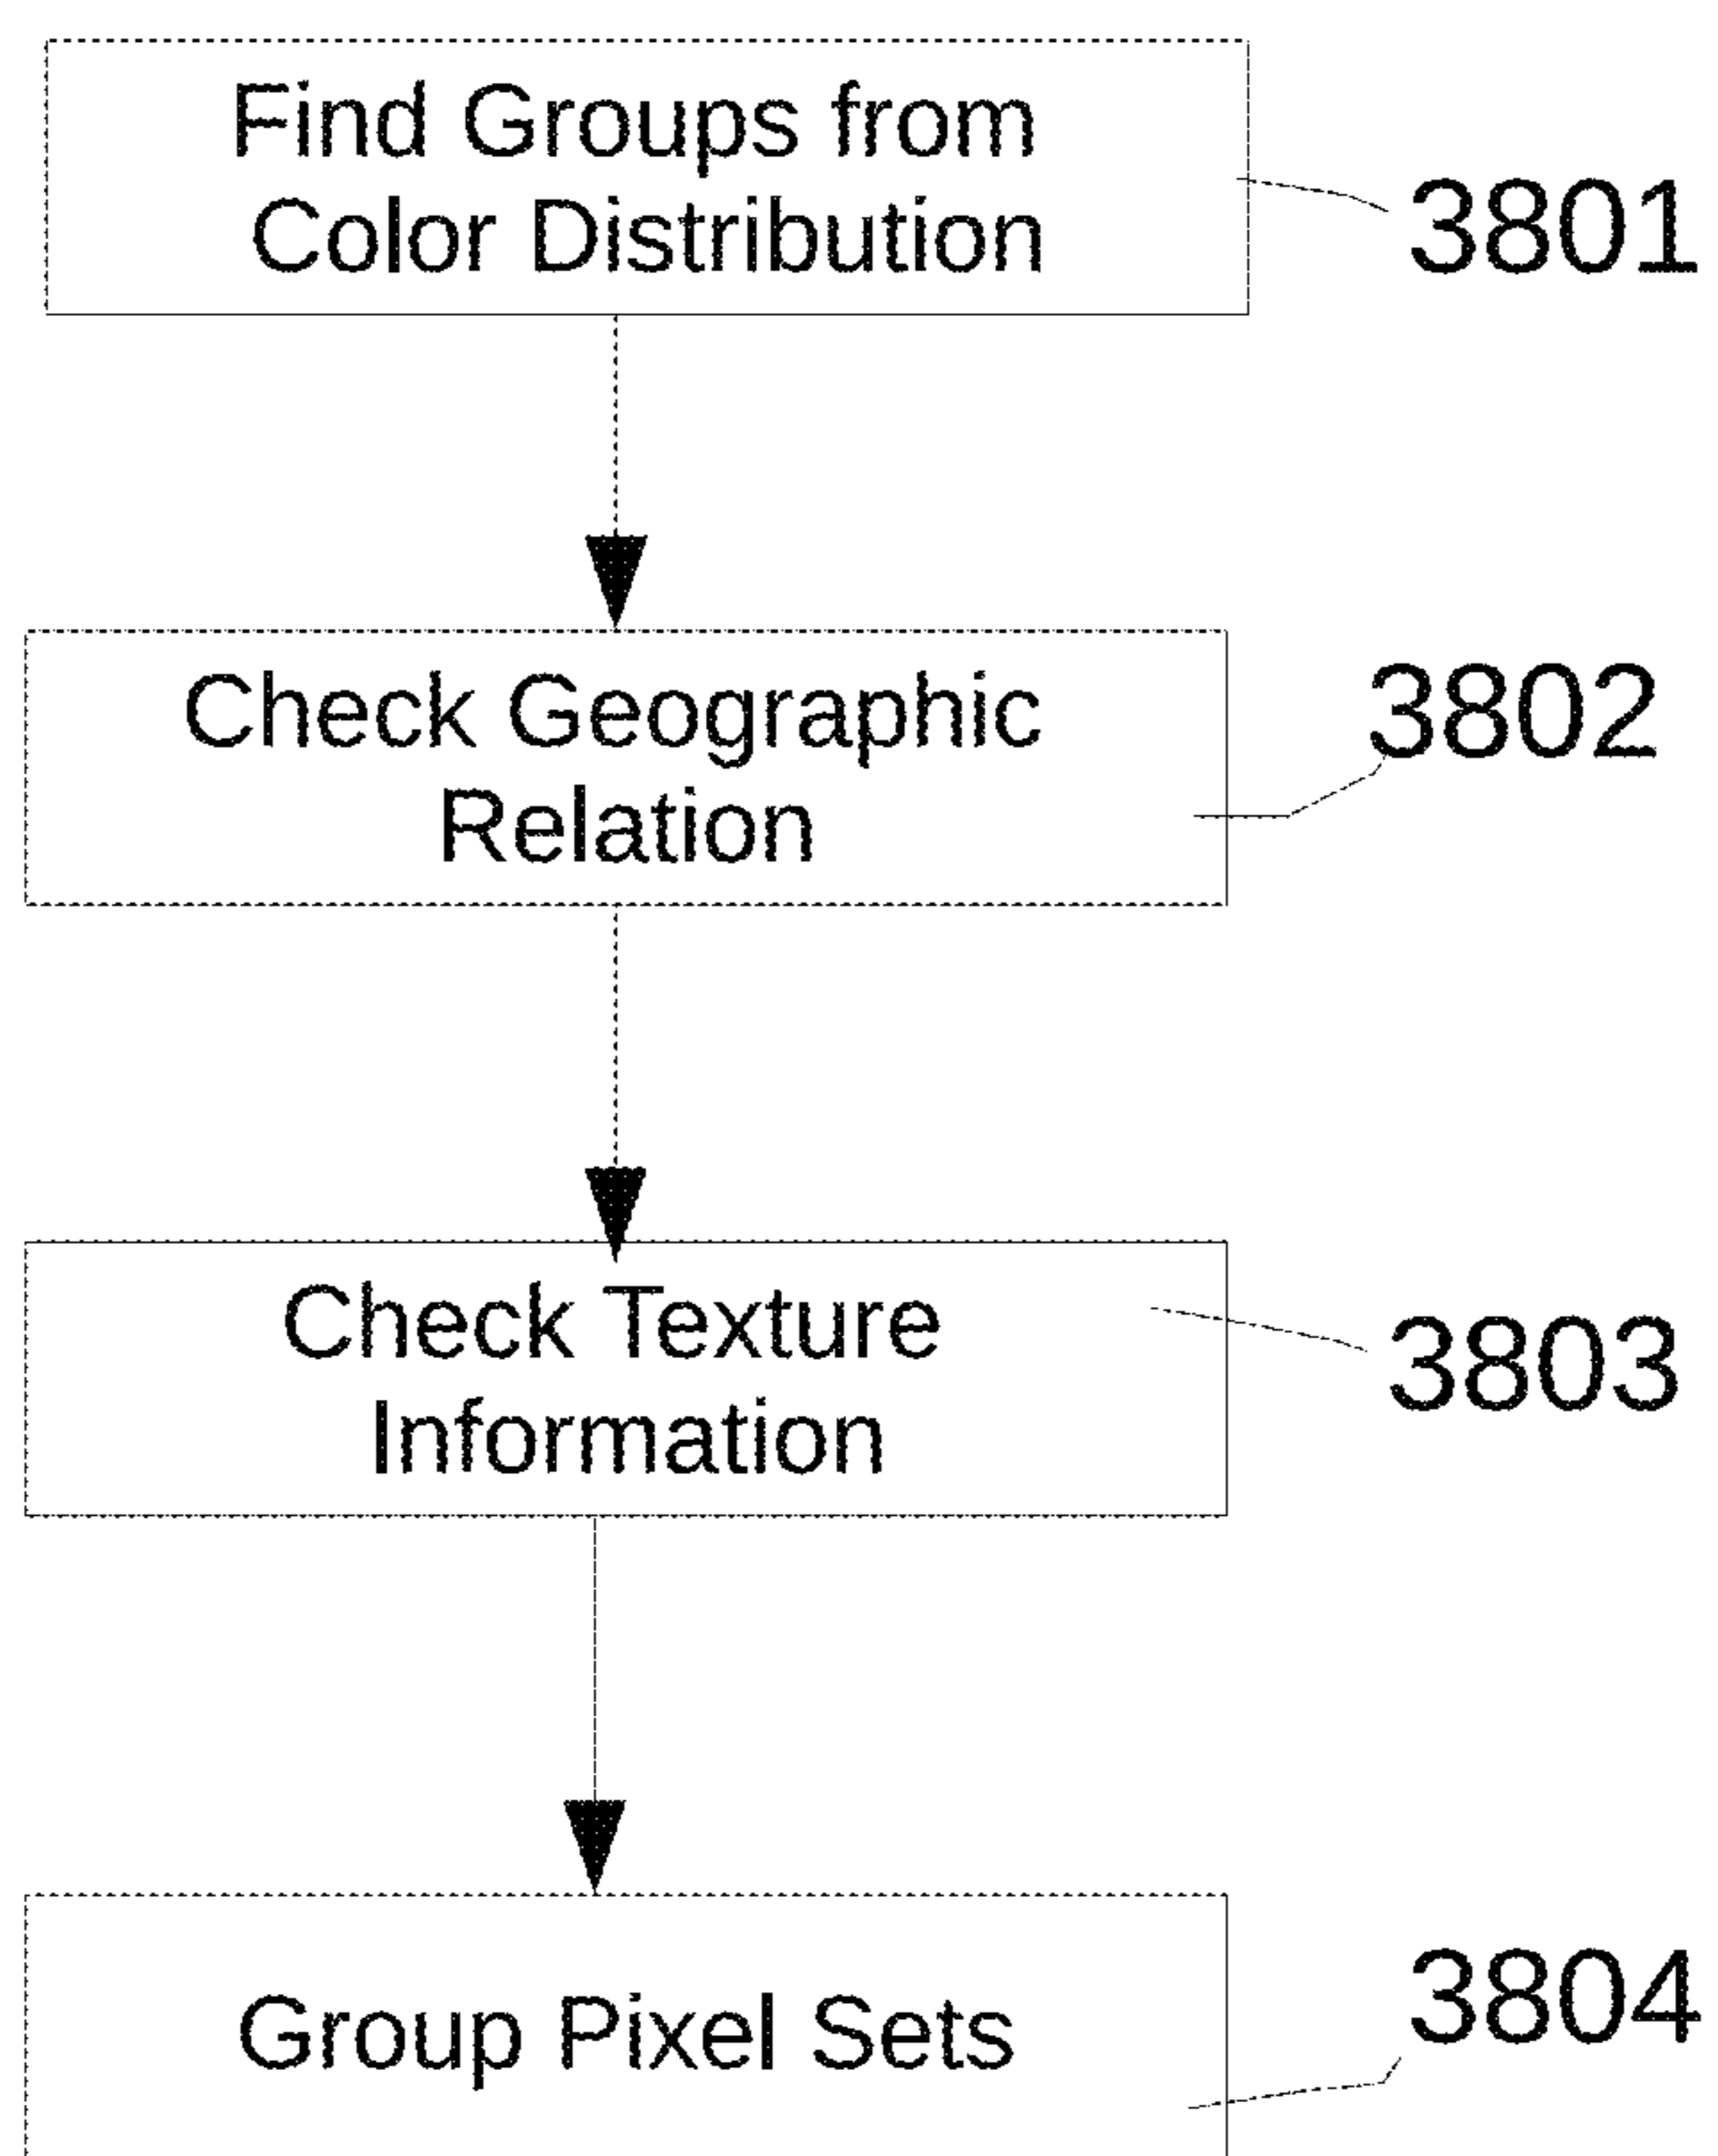 Find Groups from
Color Distribution
3801
Check Geographic
Relation
3802
Check Texture
Information
3803
Group Pixel Sets
3804